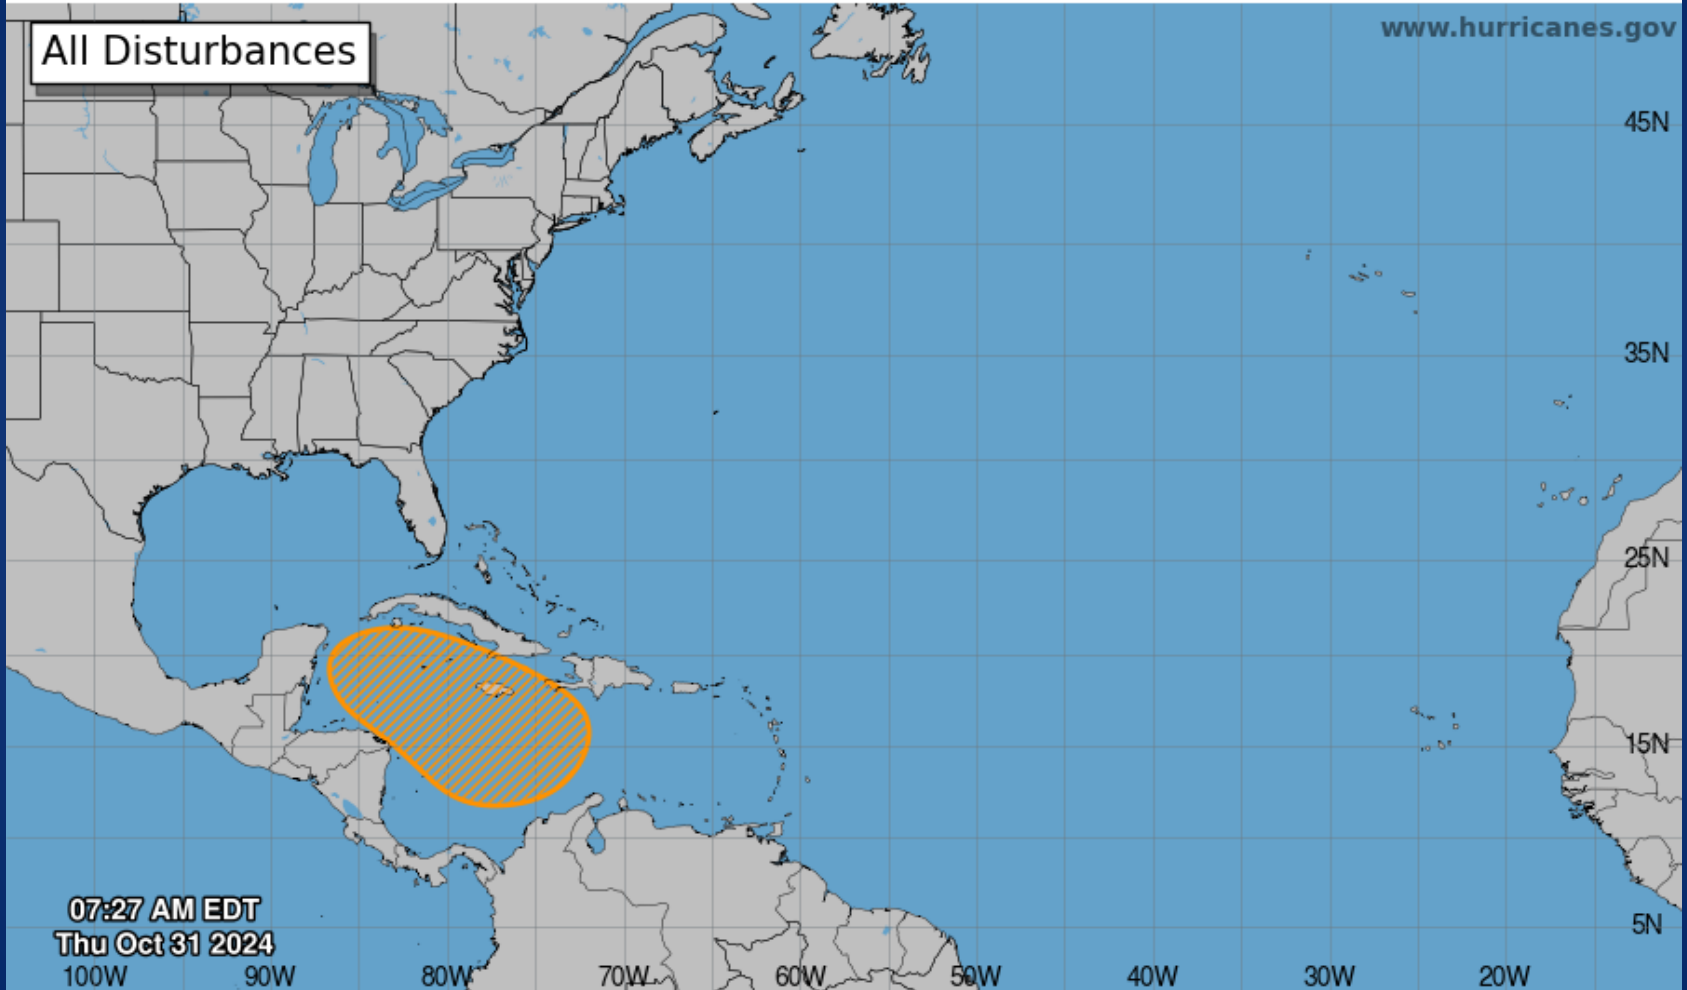 All Disturbances
www.hurricanes.gov
45N
35N
25N
15N
5N
07:27 AM EDT
Thu Oct 31 2024
100W 90W 80W 70W 60W 50W 40W 30W 20W